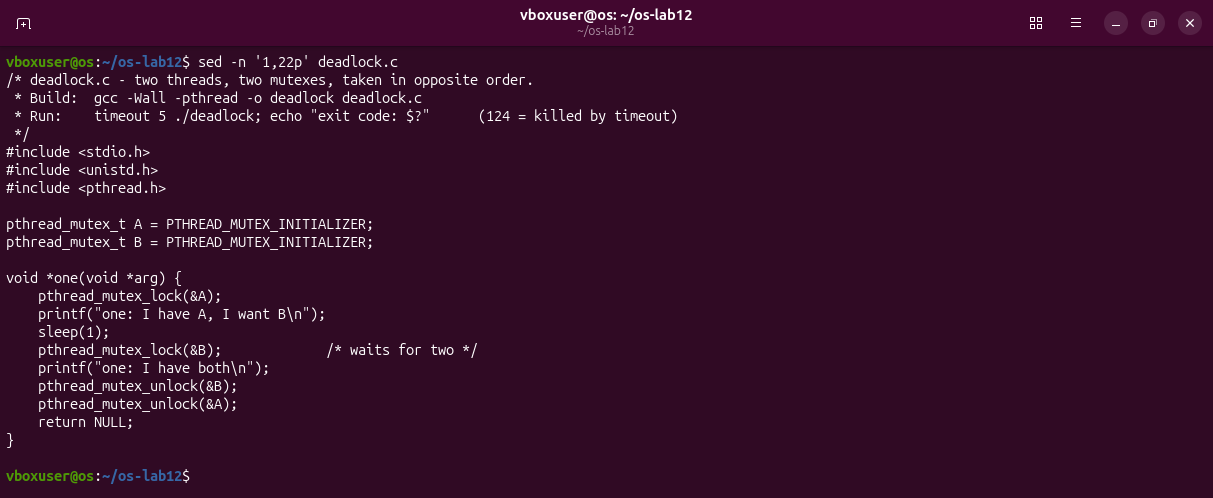 vboxuser@os: ~/os-lab12
~/os-lab12
vboxuser@os:~/os-lab12$ sed -n '1,22p' deadlock.c
/* deadlock.c - two threads, two mutexes, taken in opposite order.
 * Build:  gcc -Wall -pthread -o deadlock deadlock.c
 * Run:    timeout 5 ./deadlock; echo "exit code: $?"      (124 = killed by timeout)
 */
#include <stdio.h>
#include <unistd.h>
#include <pthread.h>

pthread_mutex_t A = PTHREAD_MUTEX_INITIALIZER;
pthread_mutex_t B = PTHREAD_MUTEX_INITIALIZER;

void *one(void *arg) {
    pthread_mutex_lock(&A);
    printf("one: I have A, I want B\n");
    sleep(1);
    pthread_mutex_lock(&B);             /* waits for two */
    printf("one: I have both\n");
    pthread_mutex_unlock(&B);
    pthread_mutex_unlock(&A);
    return NULL;
}

vboxuser@os:~/os-lab12$